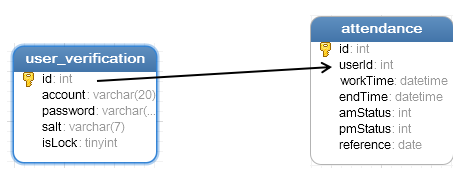 user_verification
id: int
account: varchar(20)
password: varchar(...
salt: varchar(7)
isLock: tinyint
attendance
id: int
userId: int
workTime: datetime
endTime: datetime
amStatus: int
pmStatus: int
reference: date